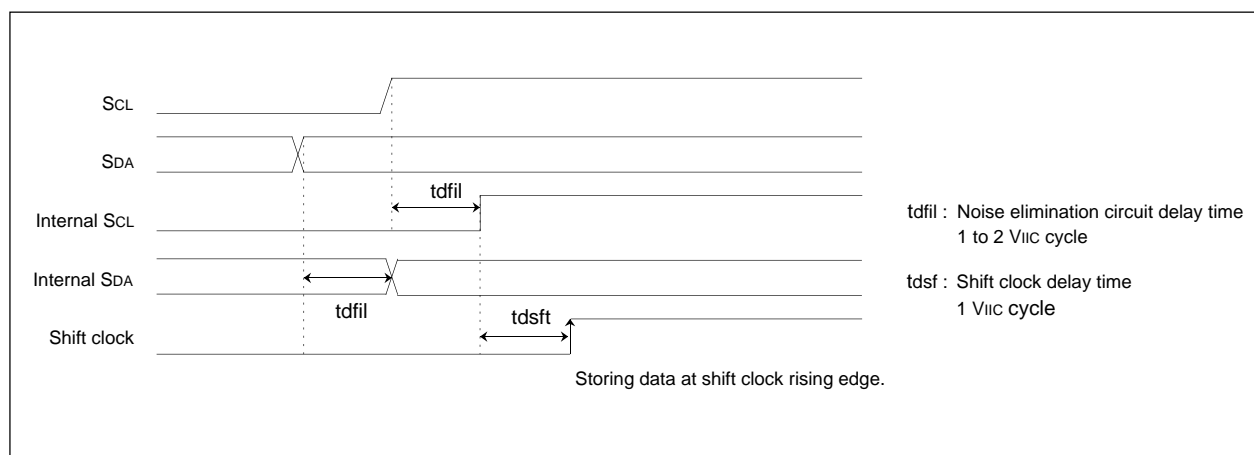 SCL
SDA
tdfil
Internal SCL
Internal SDA
tdfil
tdsft
Shift clock
Storing data at shift clock rising edge.
tdfil : Noise elimination circuit delay time
1 to 2 VIIC cycle
tdsf : Shift clock delay time
1 VIIC cycle